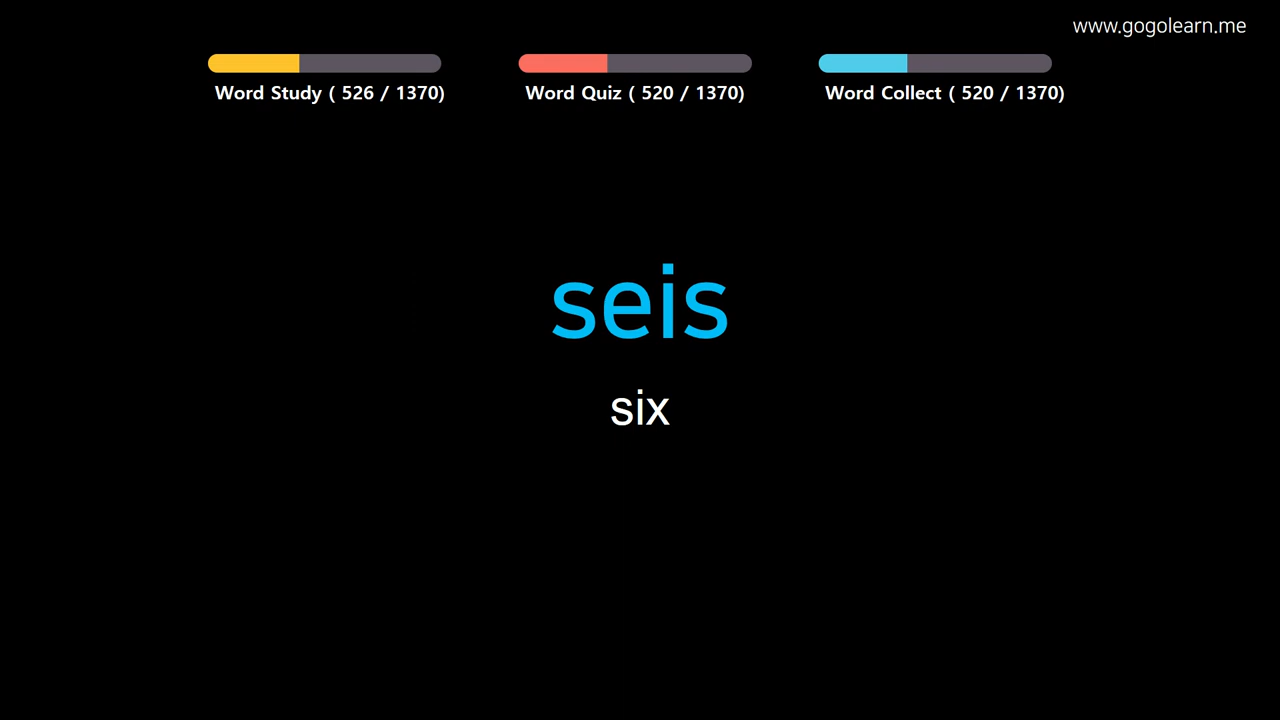 www.gogolearn.me
Word Study ( 526 / 1370)
Word Quiz ( 520 / 1370)
Word Collect ( 520 / 1370)
seis
six